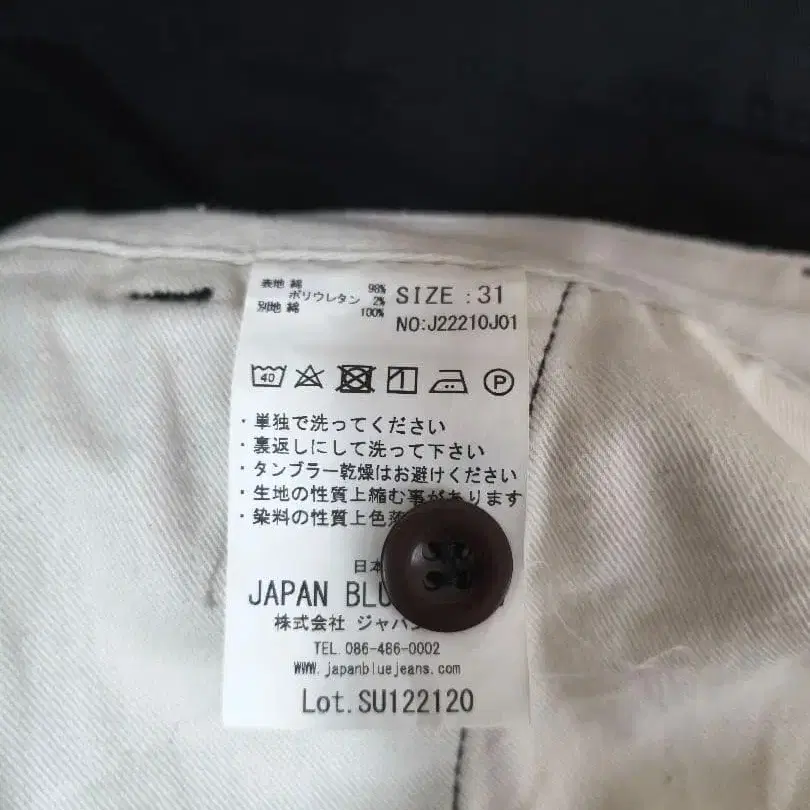 表地 綿 98%
ポリウレタン 2%
別地 綿 100%
SIZE : 31
NO:J22210J01
40 P
・単独で洗ってください
・裏返しにして洗って下さい
・タンブラー乾燥はお避けください
・生地の性質上縮む事があります
・染料の性質上色落
日本
JAPAN BLU
株式会社 ジャパ
TEL. 086-486-0002
WWW.japanbluejeans.com
Lot.SU122120